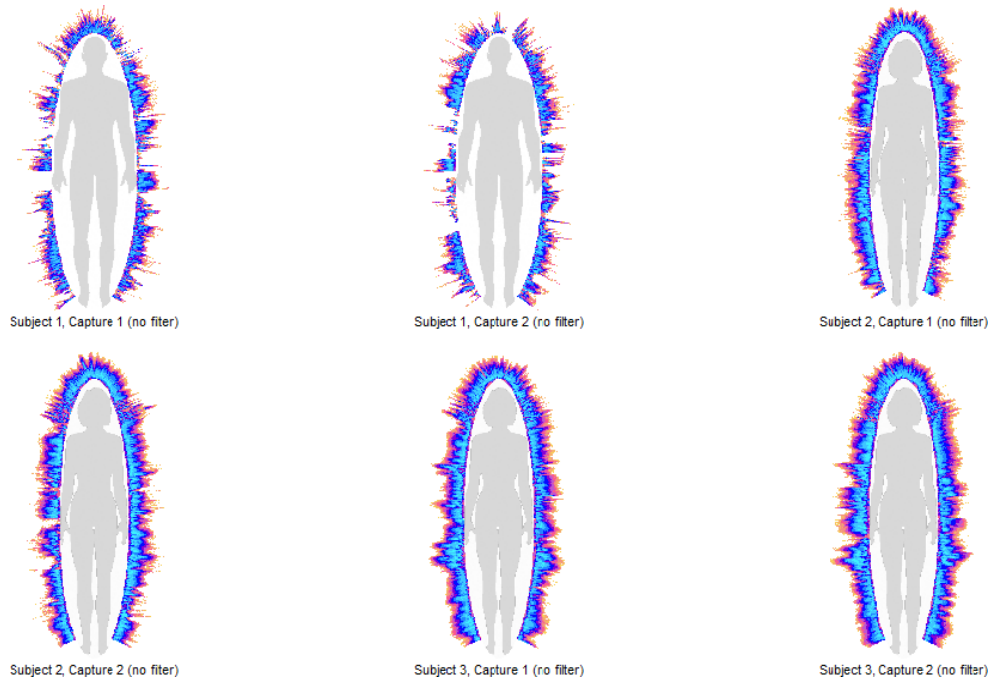 Subject 1, Capture 1 (no filter)
Subject 1, Capture 2 (no filter)
Subject 2, Capture 1 (no filter)
Subject 2, Capture 2 (no filter)
Subject 3, Capture 1 (no filter)
Subject 3, Capture 2 (no filter)